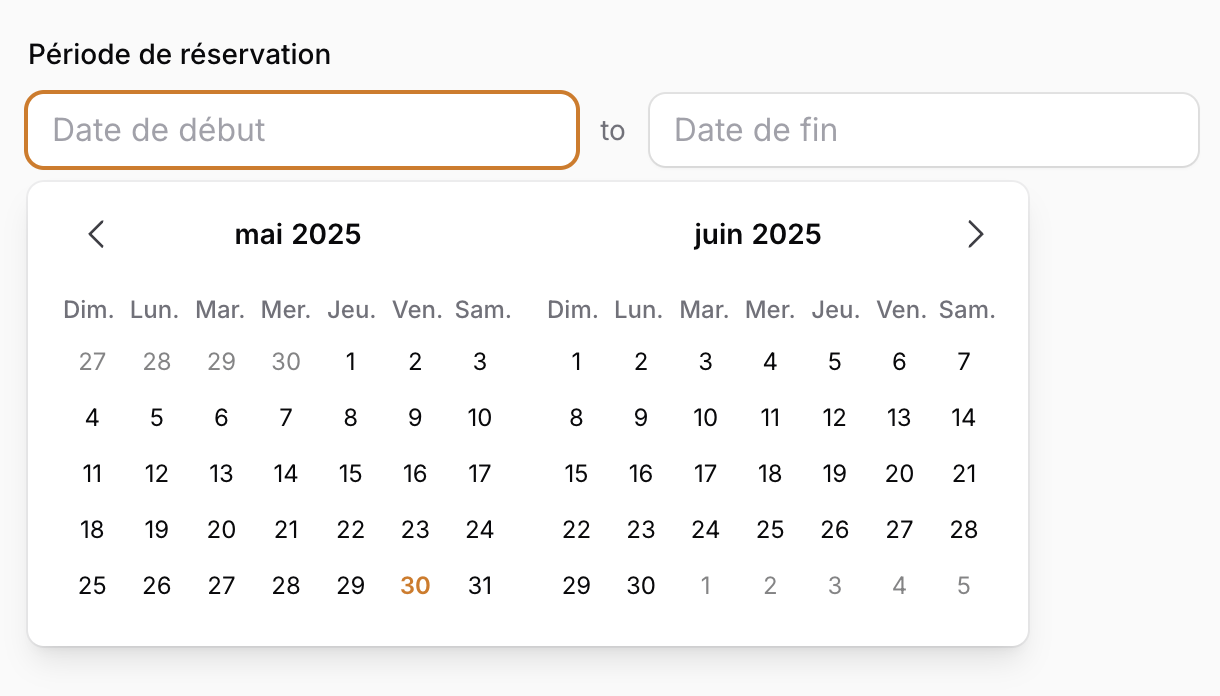 Période de réservation
Date de début to Date de fin
mai 2025 juin 2025
Dim. Lun. Mar. Mer. Jeu. Ven. Sam. Dim. Lun. Mar. Mer. Jeu. Ven. Sam.
27 28 29 30 1 2 3 1 2 3 4 5 6 7
4 5 6 7 8 9 10 8 9 10 11 12 13 14
11 12 13 14 15 16 17 15 16 17 18 19 20 21
18 19 20 21 22 23 24 22 23 24 25 26 27 28
25 26 27 28 29 30 31 29 30 1 2 3 4 5